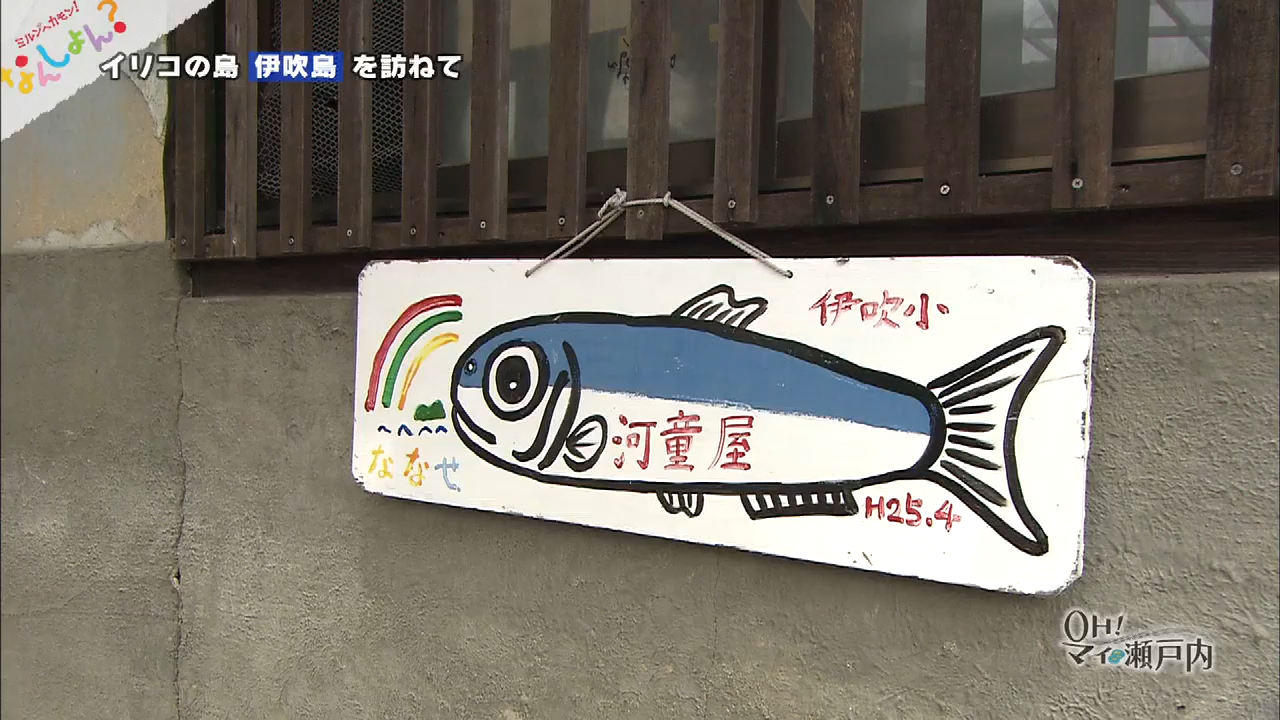 ミルンへカモン!
なんしょん?
イリコの島 伊吹島 を訪ねて
伊吹小
河童屋
ななせ
H25.4
OH!
マイ瀬戸内